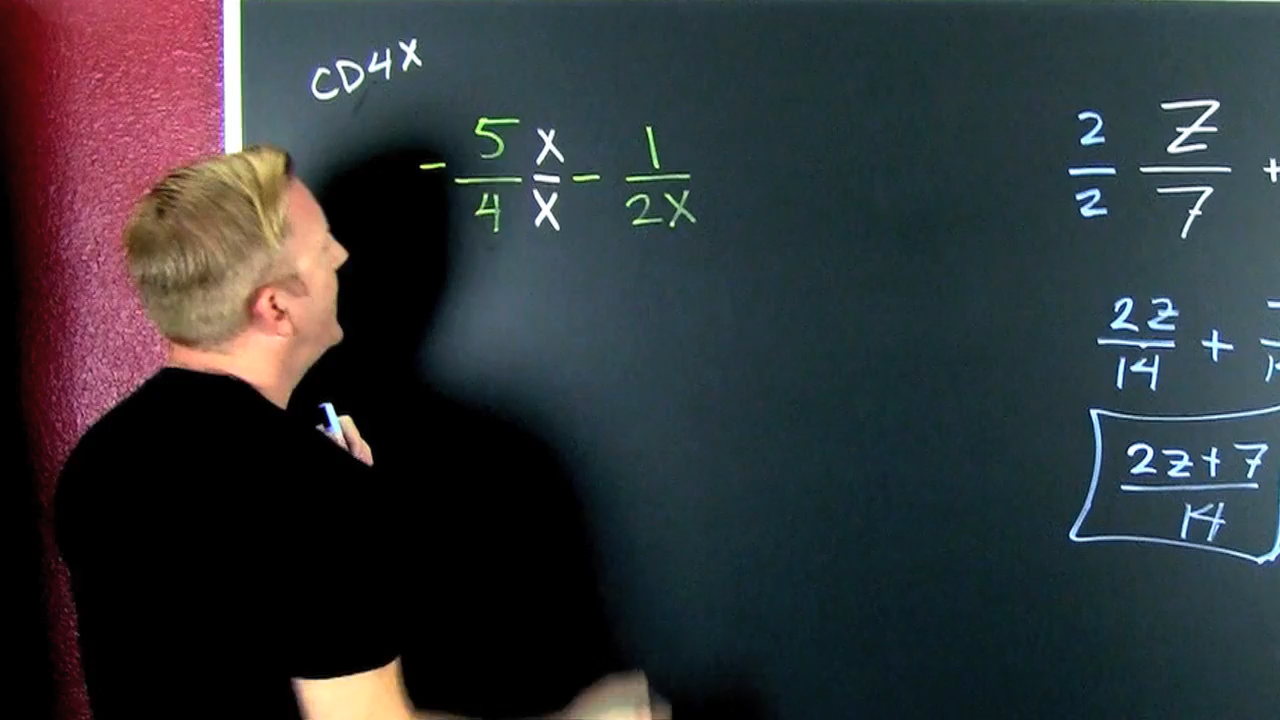 CD4X
- 5/4 X/X - 1/2X
2/2 Z/7 +
2Z/14 +
2Z+7/14